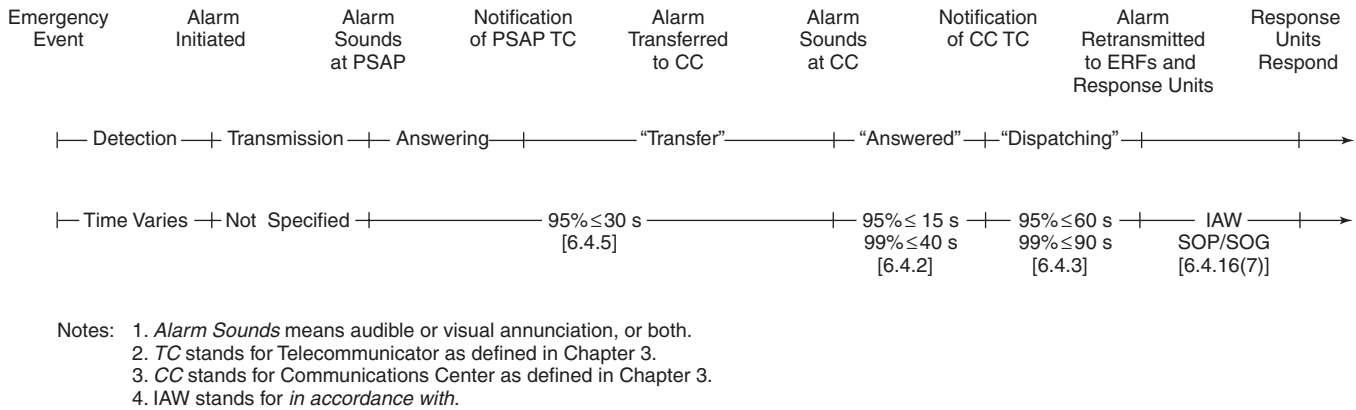 Emergency Event
Alarm Initiated
Alarm Sounds at PSAP
Notification of PSAP TC
Alarm Transferred to CC
Alarm Sounds at CC
Notification of CC TC
Alarm Retransmitted to ERFs and Response Units
Response Units Respond
Detection Transmission Answering "Transfer" "Answered" "Dispatching"
Time Varies Not Specified 95%≤30 s 95%≤ 15 s 95%≤60 s IAW
[6.4.5] 99%≤40 s 99%≤90 s SOP/SOG
[6.4.2] [6.4.3] [6.4.16(7)]
Notes: 1. Alarm Sounds means audible or visual annunciation, or both.
2. TC stands for Telecommunicator as defined in Chapter 3.
3. CC stands for Communications Center as defined in Chapter 3.
4. IAW stands for in accordance with.